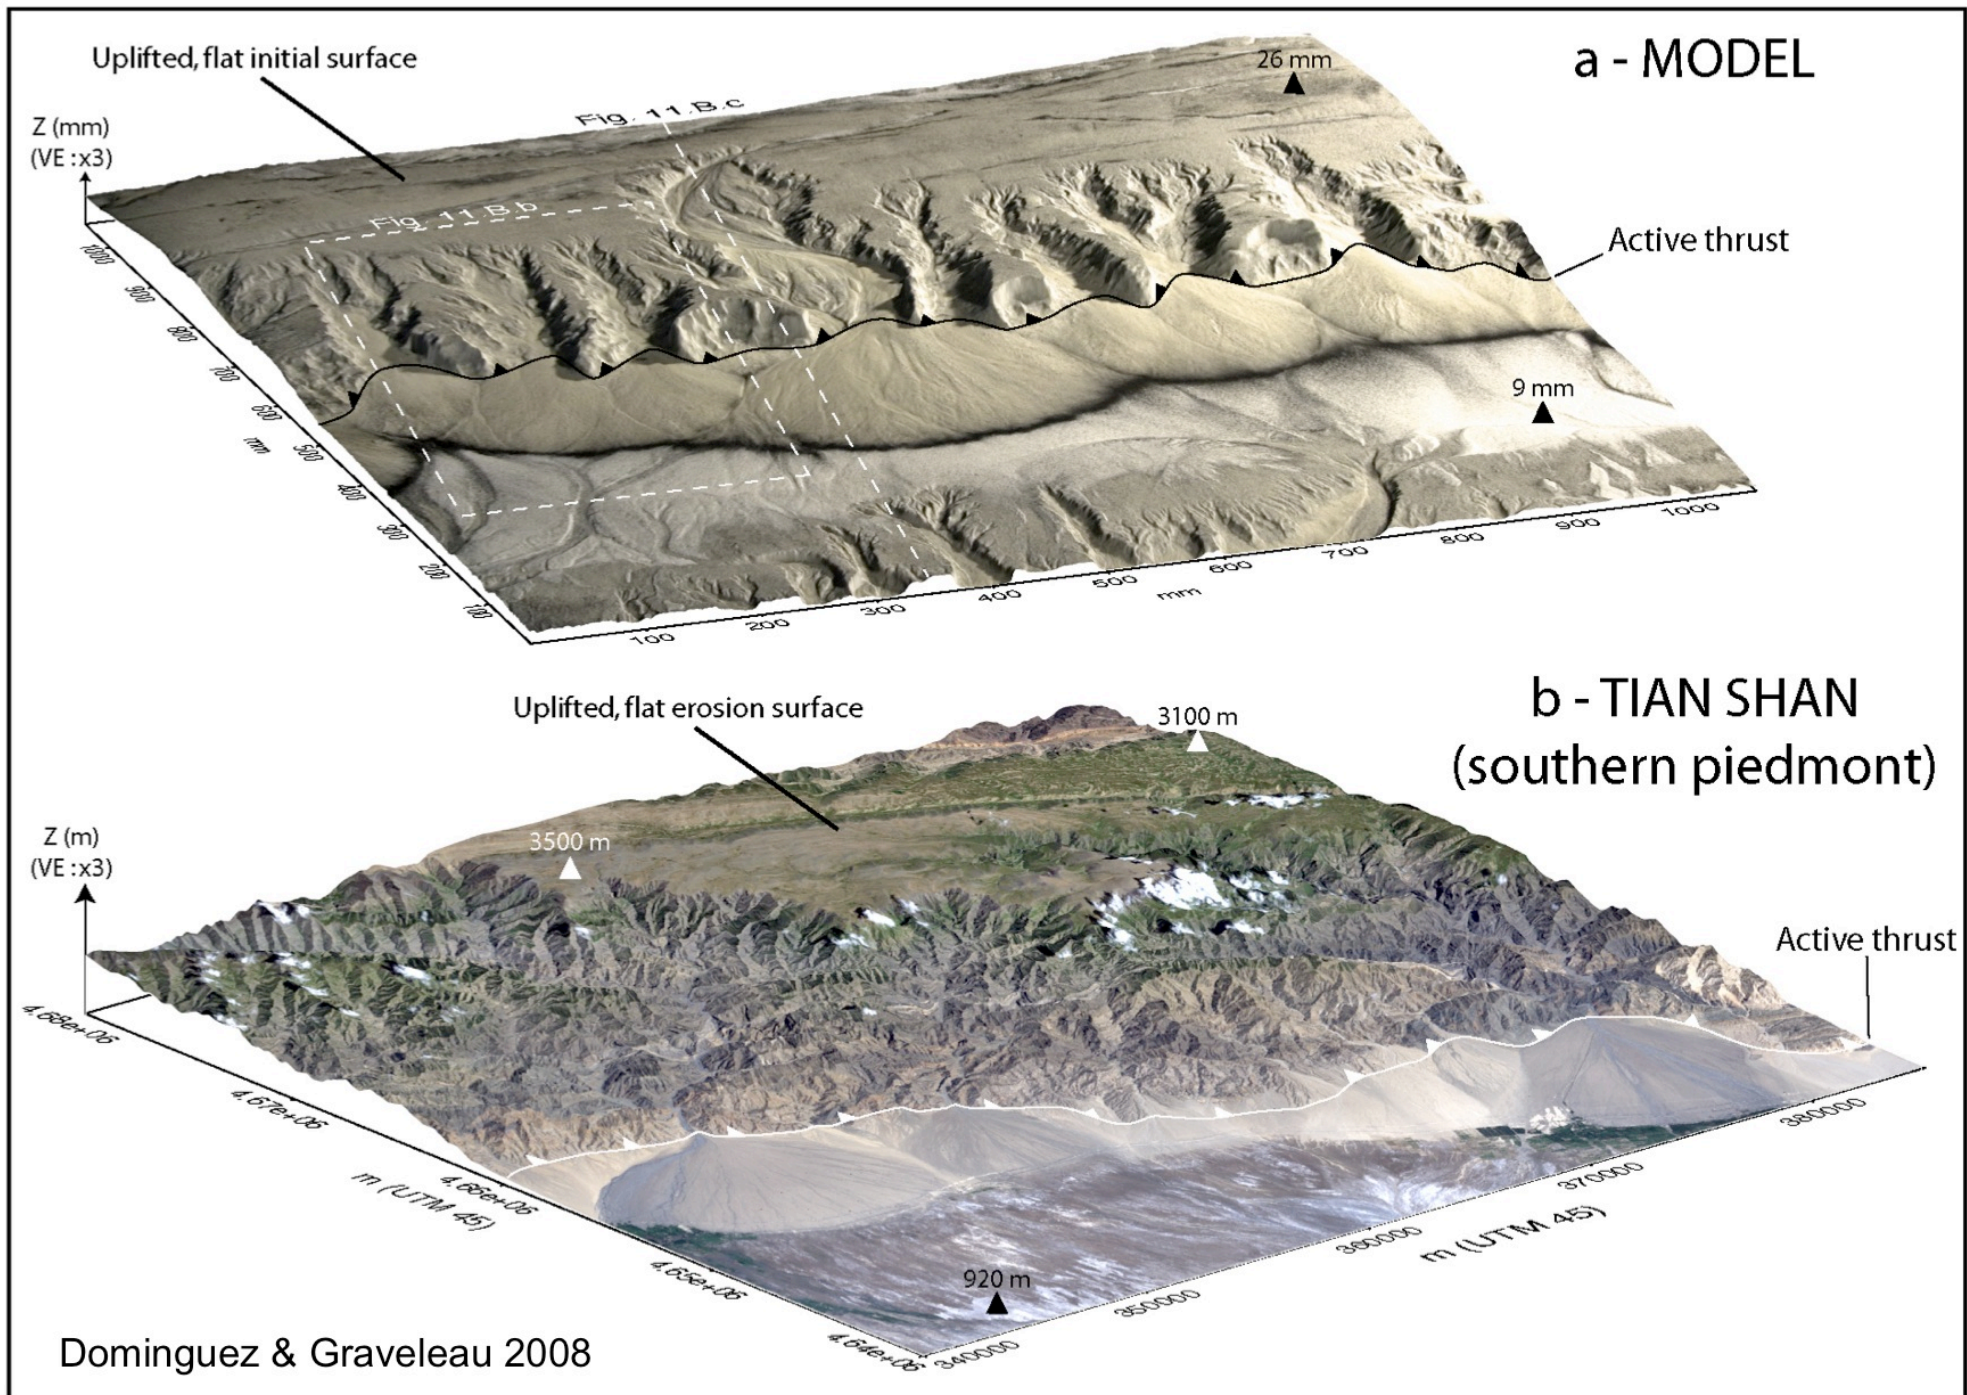 a - MODEL
Uplifted, flat initial surface
26 mm
Fig. 11.B.c
Z (mm)
(VE : x3)
Fig. 11.B.b
Active thrust
1000
900
800
700
600
mm
500
400
300
200
100
9 mm
100
200
300
400
500
600
mm
700
800
900
1000
b - TIAN SHAN
(southern piedmont)
Uplifted, flat erosion surface
3100 m
3500 m
Z (m)
(VE : x3)
Active thrust
4.68e+06
4.67e+06
m (UTM 45)
4.66e+06
4.65e+06
4.64e+06
920 m
340000
350000
360000
m (UTM 45)
370000
380000
Dominguez & Graveleau 2008